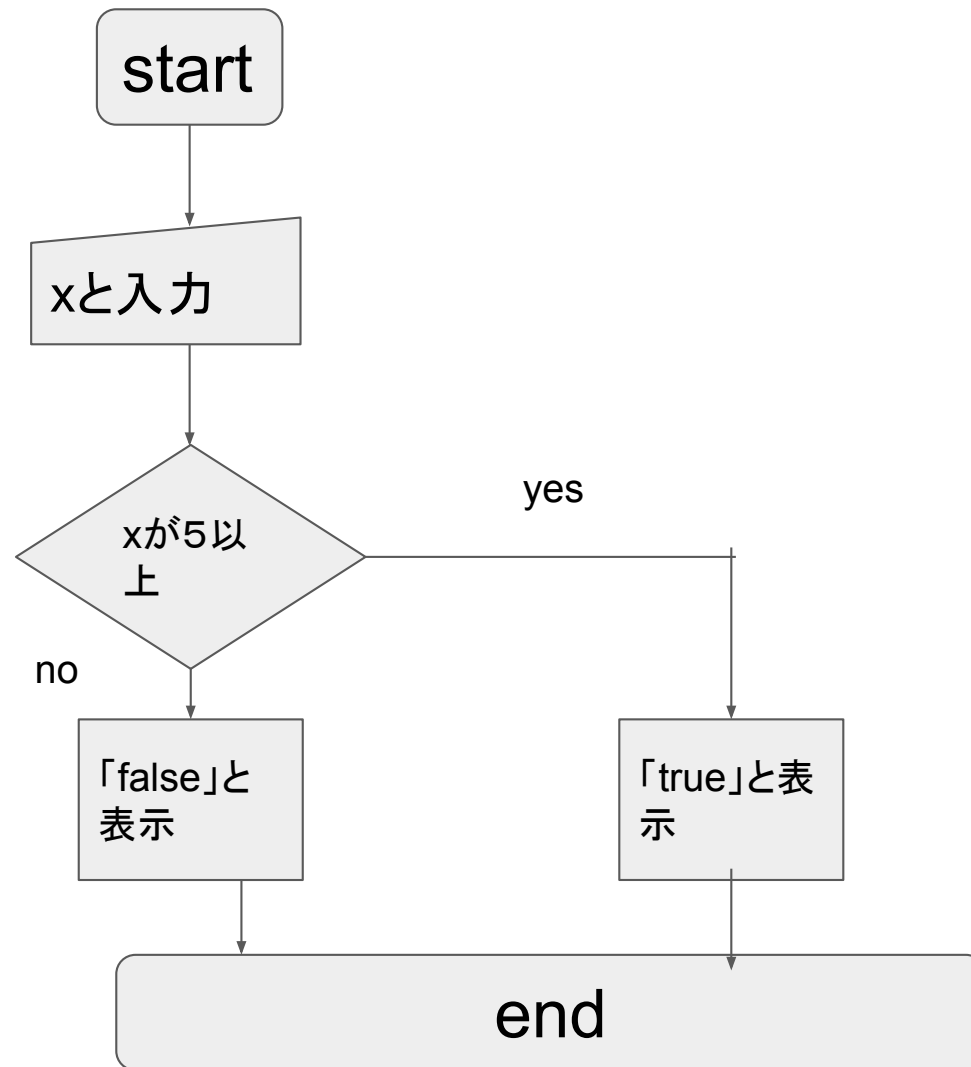 start
xと入力
xが５以
上
yes
no
「false」と
表示
「true」と表
示
end